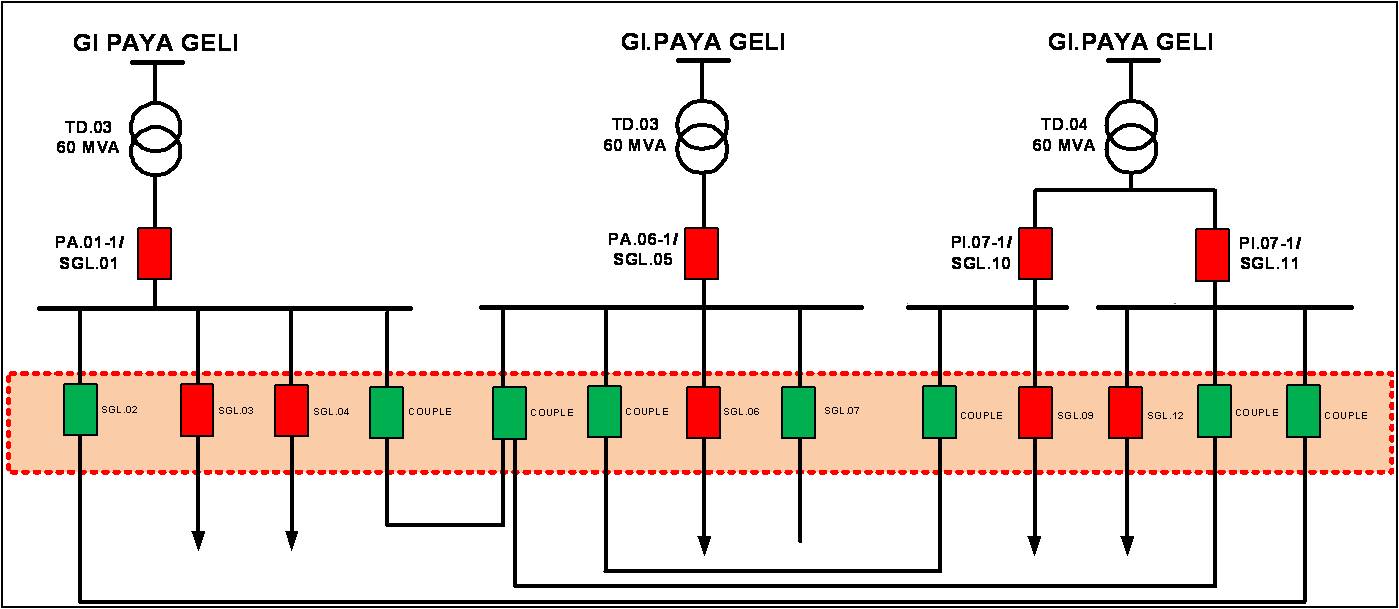 GI PAYA GELI
GI.PAYA GELI
GI.PAYA GELI
TD.03
60 MVA
TD.03
60 MVA
TD.04
60 MVA
PA.01-1/
SGL.01
PA.06-1/
SGL.05
PI.07-1/
SGL.10
PI.07-1/
SGL.11
SGL.02
SGL.03
SGL.04
COUPLE
COUPLE
COUPLE
SGL.06
SGL.07
COUPLE
SGL.09
SGL.12
COUPLE
COUPLE